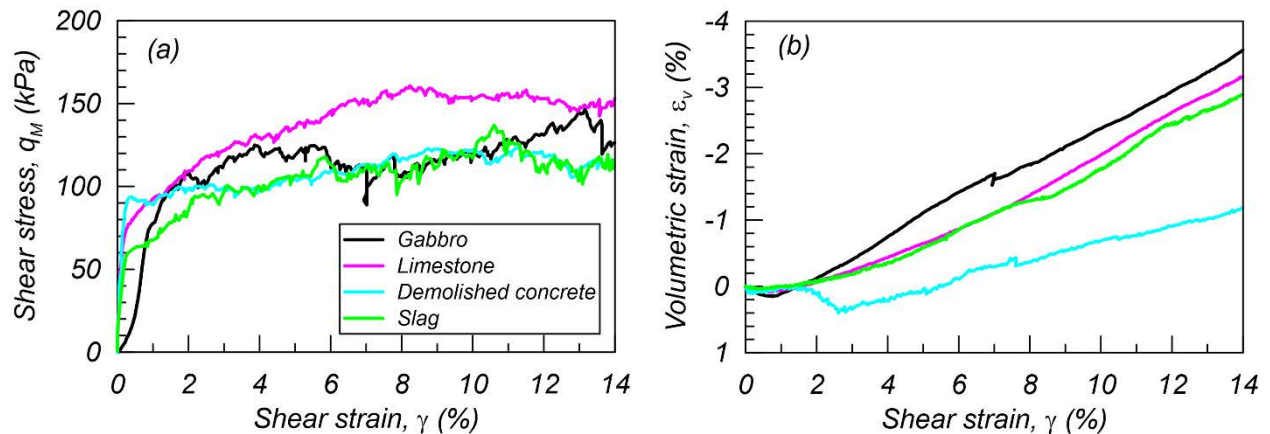 200
150
100
50
0
Shear stress, q_M (kPa)
(a)
Gabbro
Limestone
Demolished concrete
Slag
0 2 4 6 8 10 12 14
Shear strain, γ (%)
-4
-3
-2
-1
0
1
Volumetric strain, ε_v (%)
(b)
0 2 4 6 8 10 12 14
Shear strain, γ (%)